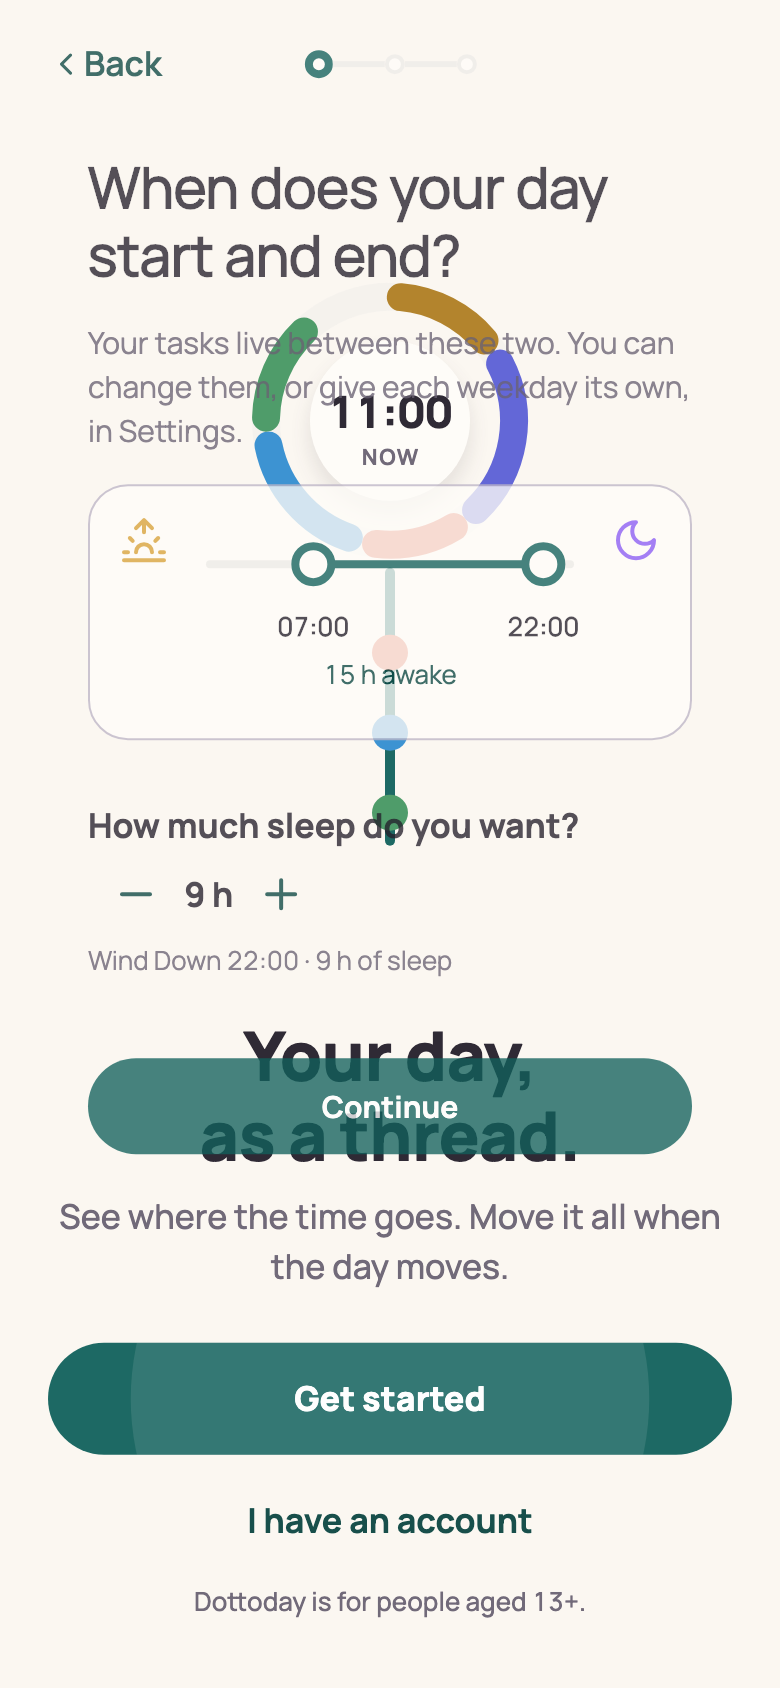 Back
When does your day
start and end?
Your tasks live between these two. You can
change them, or give each weekday its own,
in Settings.
11:00
NOW
07:00
22:00
15 h awake
How much sleep do you want?
9 h
Wind Down 22:00 · 9 h of sleep
Your day,
as a thread.
Continue
See where the time goes. Move it all when
the day moves.
Get started
I have an account
Dottoday is for people aged 13+.